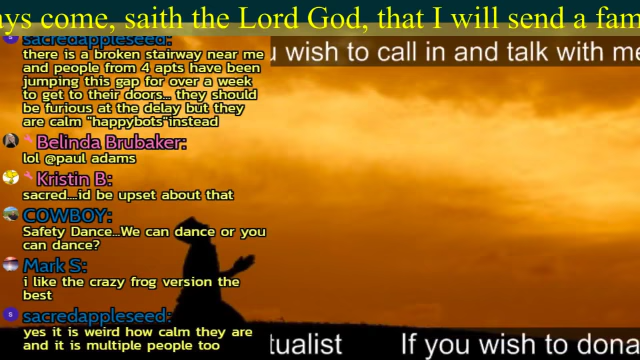 ays come, saith the Lord God, that I will send a fam
sacredappleseed:
there is a broken stairway near me
and people from 4 apts have been
jumping this gap for over a week
to get to their doors... they should
be furious at the delay but they
are calm "happybots"instead
Belinda Brubaker:
lol @paul adams
Kristin B:
sacred....id be upset about that
COWBOY:
Safety Dance...We can dance or you
can dance?
Mark S:
i like the crazy frog version the
best
sacredappleseed:
yes it is weird how calm they are
and it is multiple people too
u wish to call in and talk with me
tualist If you wish to dona